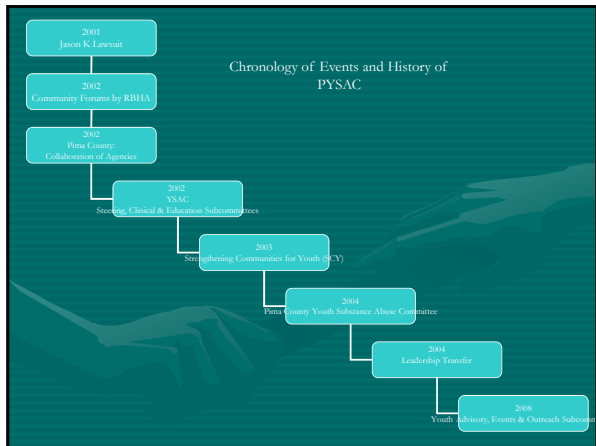 Chronology of Events and History of
PYSAC
2001
Jason K Lawsuit
2002
Community Forums by RBHA
2002
Pima County:
Collaboration of Agencies
2002
YSAC
Steering, Clinical & Education Subcommittees
2003
Strengthening Communities for Youth (SCY)
2004
Pima County Youth Substance Abuse Committee
2004
Leadership Transfer
2008
Youth Advisory, Events & Outreach Subcomm